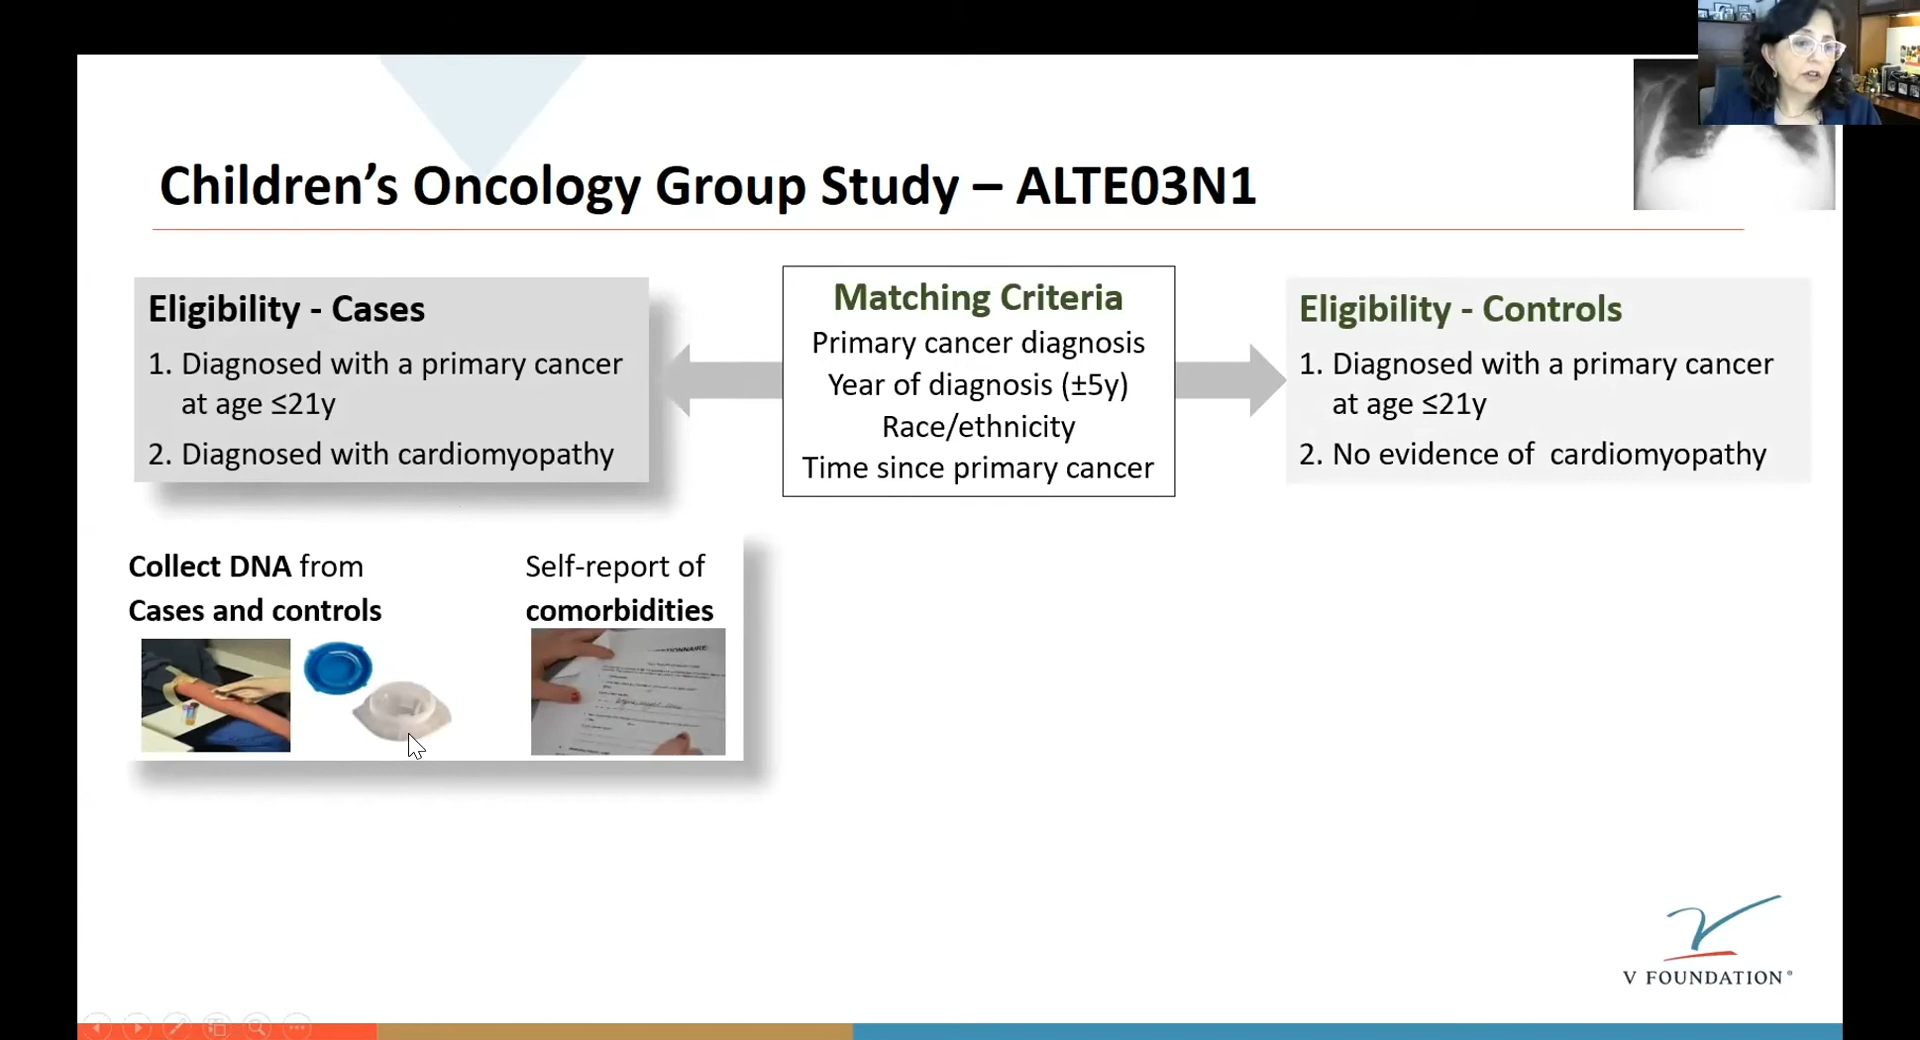 Children's Oncology Group Study – ALTE03N1
Eligibility - Cases
1. Diagnosed with a primary cancer
at age ≤21y
2. Diagnosed with cardiomyopathy
Matching Criteria
Primary cancer diagnosis
Year of diagnosis (±5y)
Race/ethnicity
Time since primary cancer
Eligibility - Controls
1. Diagnosed with a primary cancer
at age ≤21y
2. No evidence of cardiomyopathy
Collect DNA from
Cases and controls
Self-report of
comorbidities
V FOUNDATION®